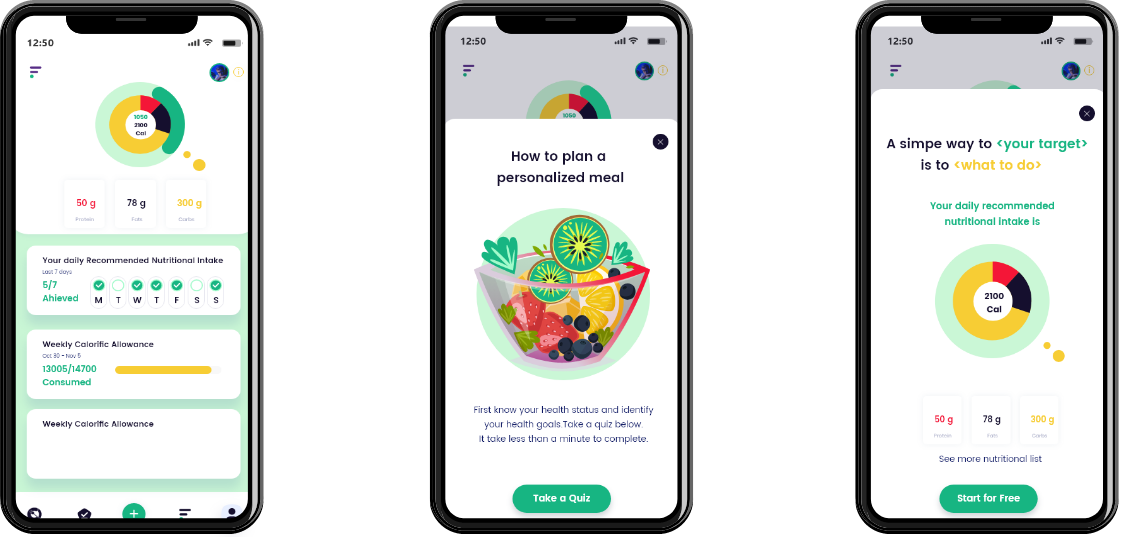 12:50
1050
2100
Cal
50 g
78 g
300 g
Protein
Fats
Carbs
Your daily Recommended Nutritional Intake
Last 7 days
5/7
Ahieved
M T W T F S S
Weekly Calorific Allowance
Oct 30 - Nov 5
13005/14700
Consumed
Weekly Calorific Allowance
12:50
1050
How to plan a
personalized meal
First know your health status and identify
your health goals.Take a quiz below.
It take less than a minute to complete.
Take a Quiz
12:50
A simpe way to <your target>
is to <what to do>
Your daily recommended
nutritional intake is
2100
Cal
50 g
78 g
300 g
Protein
Fats
Carbs
See more nutritional list
Start for Free